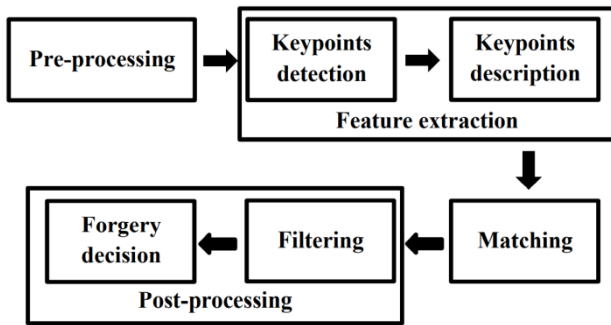 Pre-processing
Keypoints
detection
Keypoints
description
Feature extraction
Matching
Filtering
Forgery
decision
Post-processing